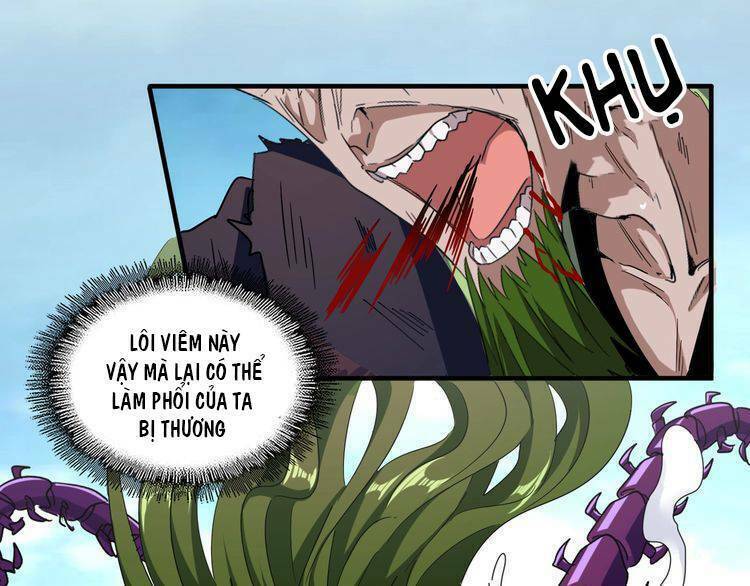 KHỤ
LÔI VIÊM NÀY
VẬY MÀ LẠI CÓ THỂ
LÀM PHỔI CỦA TA
BỊ THƯƠNG